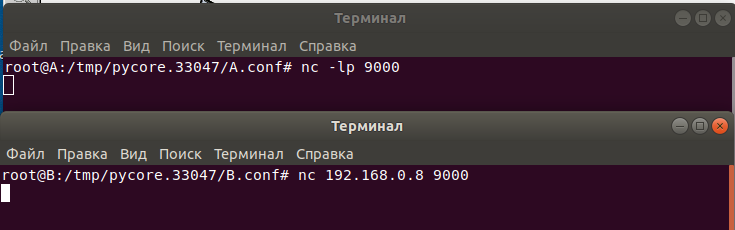 Терминал
Файл Правка Вид Поиск Терминал Справка
root@A:/tmp/pycore.33047/A.conf# nc -lp 9000
Терминал
Файл Правка Вид Поиск Терминал Справка
root@B:/tmp/pycore.33047/B.conf# nc 192.168.0.8 9000